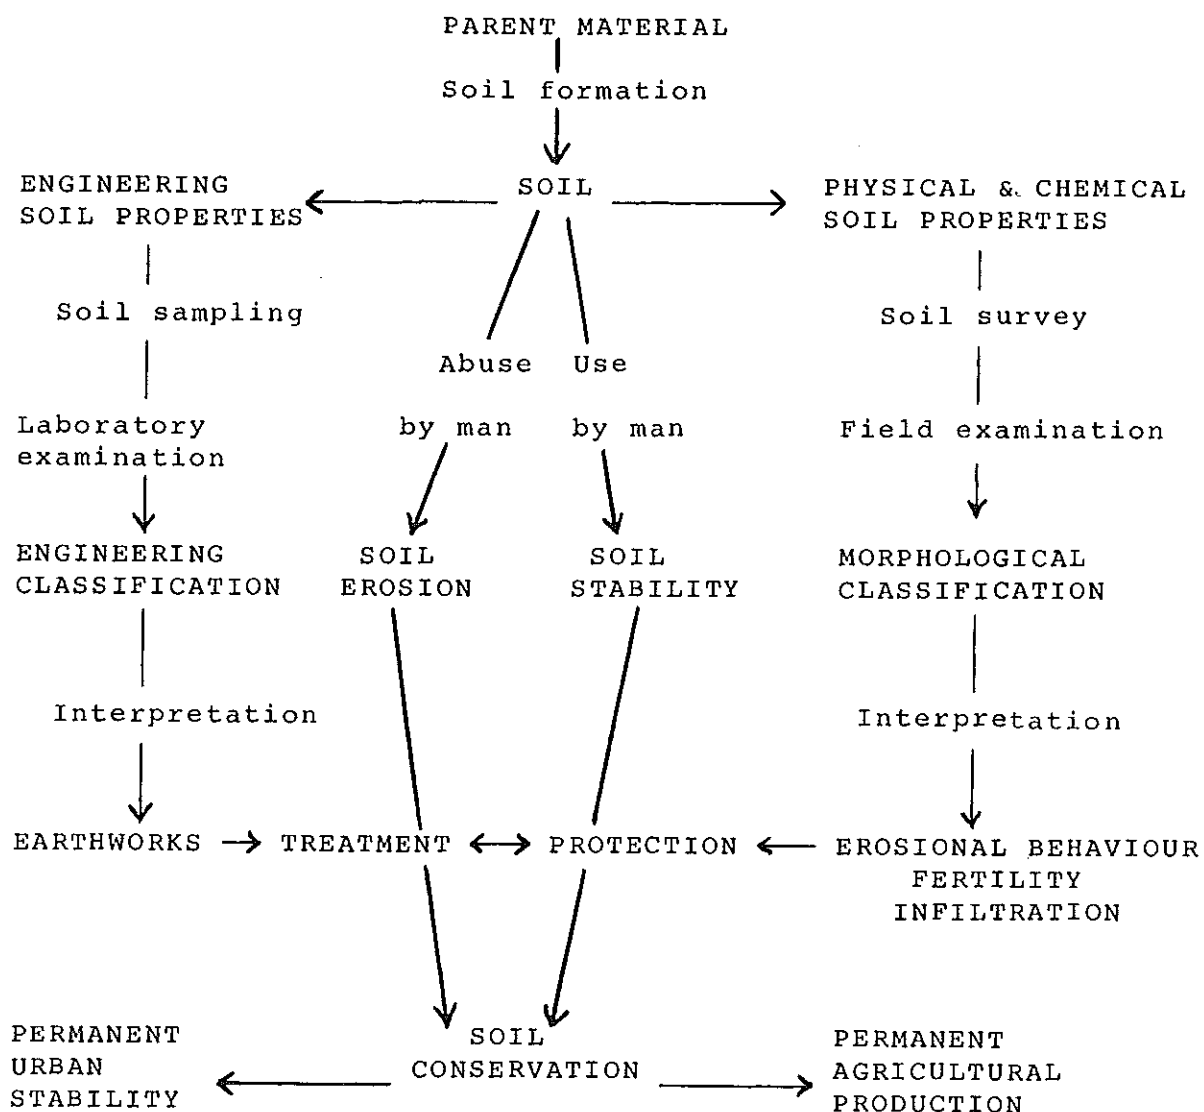 PARENT MATERIAL
Soil formation
ENGINEERING
SOIL PROPERTIES
SOIL
PHYSICAL & CHEMICAL
SOIL PROPERTIES
Soil sampling
Soil survey
Abuse
Use
Laboratory
examination
by man
by man
Field examination
ENGINEERING
CLASSIFICATION
SOIL
EROSION
SOIL
STABILITY
MORPHOLOGICAL
CLASSIFICATION
Interpretation
Interpretation
EARTHWORKS
TREATMENT
PROTECTION
EROSIONAL BEHAVIOUR
FERTILITY
INFILTRATION
PERMANENT
URBAN
STABILITY
SOIL
CONSERVATION
PERMANENT
AGRICULTURAL
PRODUCTION